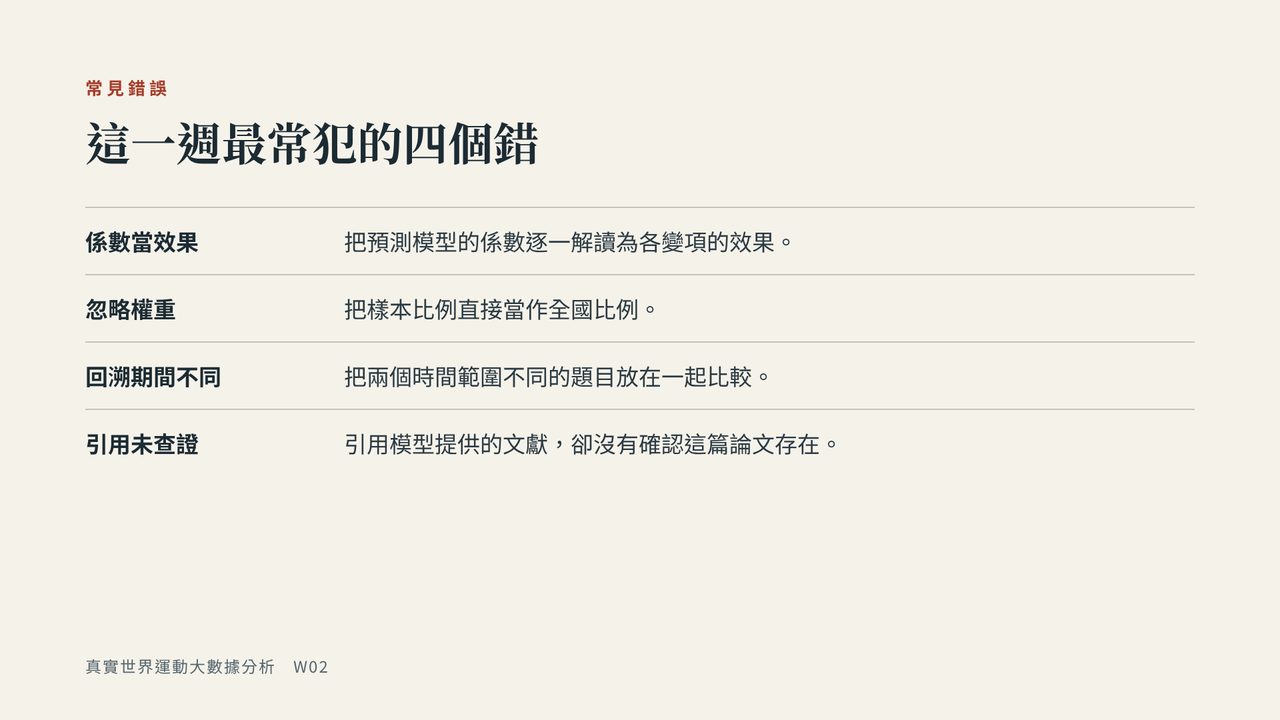 常見錯誤
這一週最常犯的四個錯
係數當效果 把預測模型的係數逐一解讀為各變項的效果。
忽略權重 把樣本比例直接當作全國比例。
回溯期間不同 把兩個時間範圍不同的題目放在一起比較。
引用未查證 引用模型提供的文獻，卻沒有確認這篇論文存在。
真實世界運動大數據分析 W02